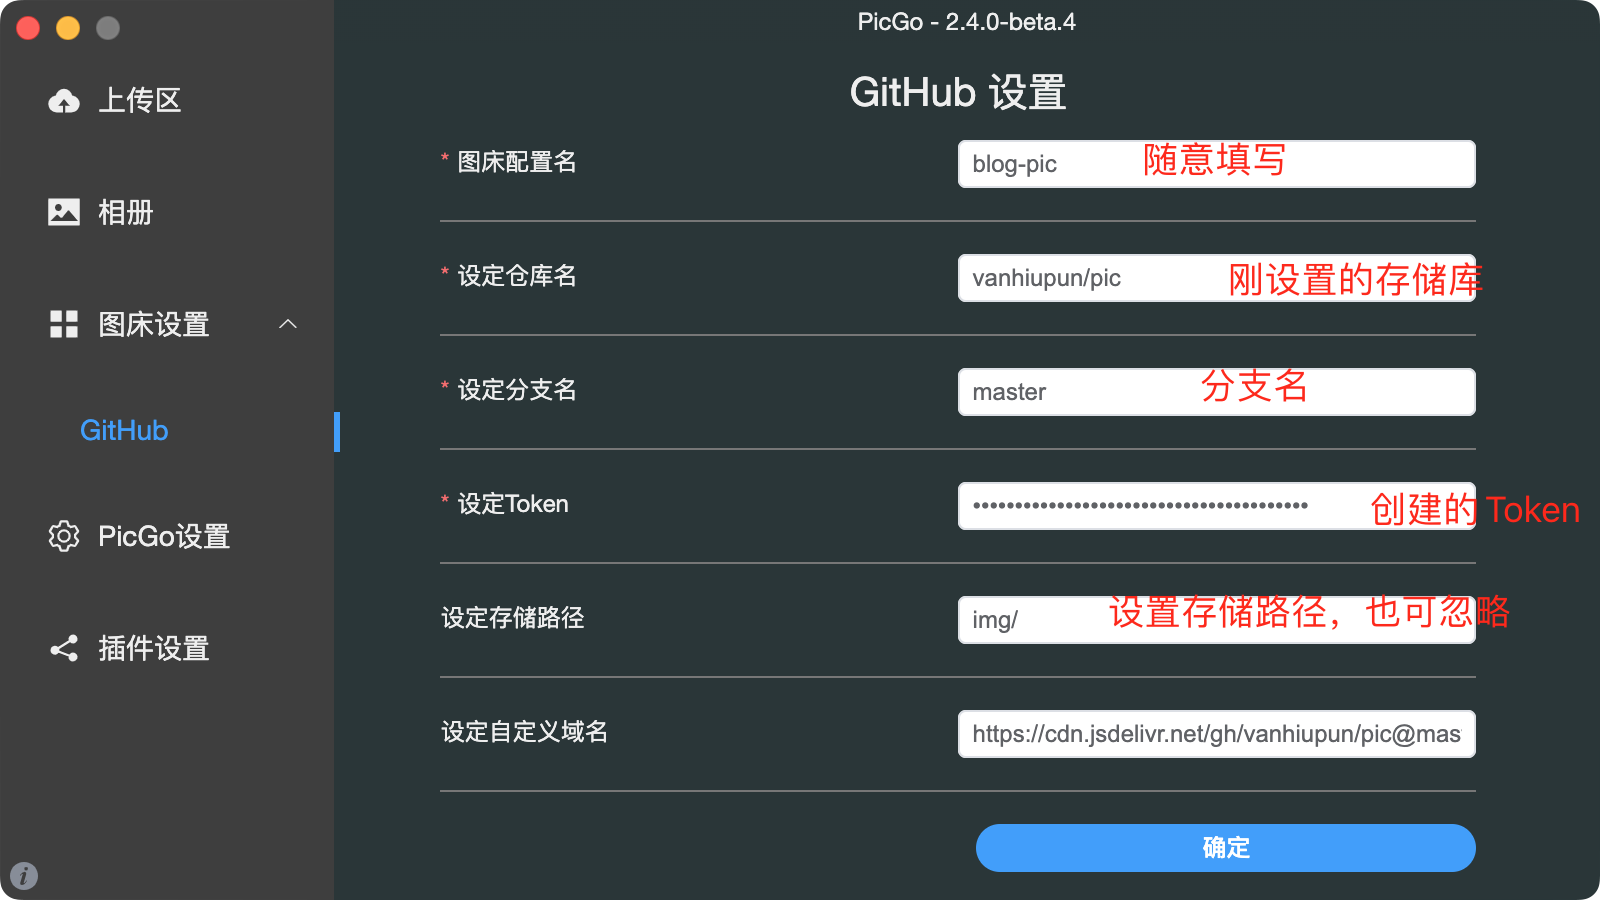 PicGo - 2.4.0-beta.4
上传区
相册
图床设置
GitHub
PicGo设置
插件设置
GitHub 设置
* 图床配置名
blog-pic
随意填写
* 设定仓库名
vanhiupun/pic
刚设置的存储库
* 设定分支名
master
分支名
* 设定Token
••••••••••••••••••••••••••••••••••••••••
创建的 Token
设定存储路径
img/
设置存储路径，也可忽略
设定自定义域名
https://cdn.jsdelivr.net/gh/vanhiupun/pic@mas
确定